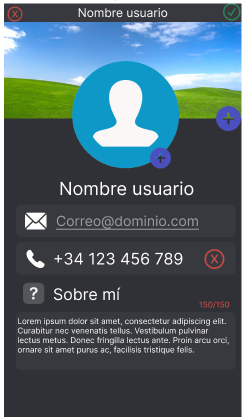 Nombre usuario
Nombre usuario
Correo@dominio.com
+34 123 456 789
? Sobre mí
150/150
Lorem ipsum dolor sit amet, consectetur adipiscing elit.
Curabitur nec venenatis tellus. Vestibulum pulvinar
lectus metus. Donec fringilla lectus ante. Proin arcu orci,
ornare sit amet purus ac, facilisis tristique felis.